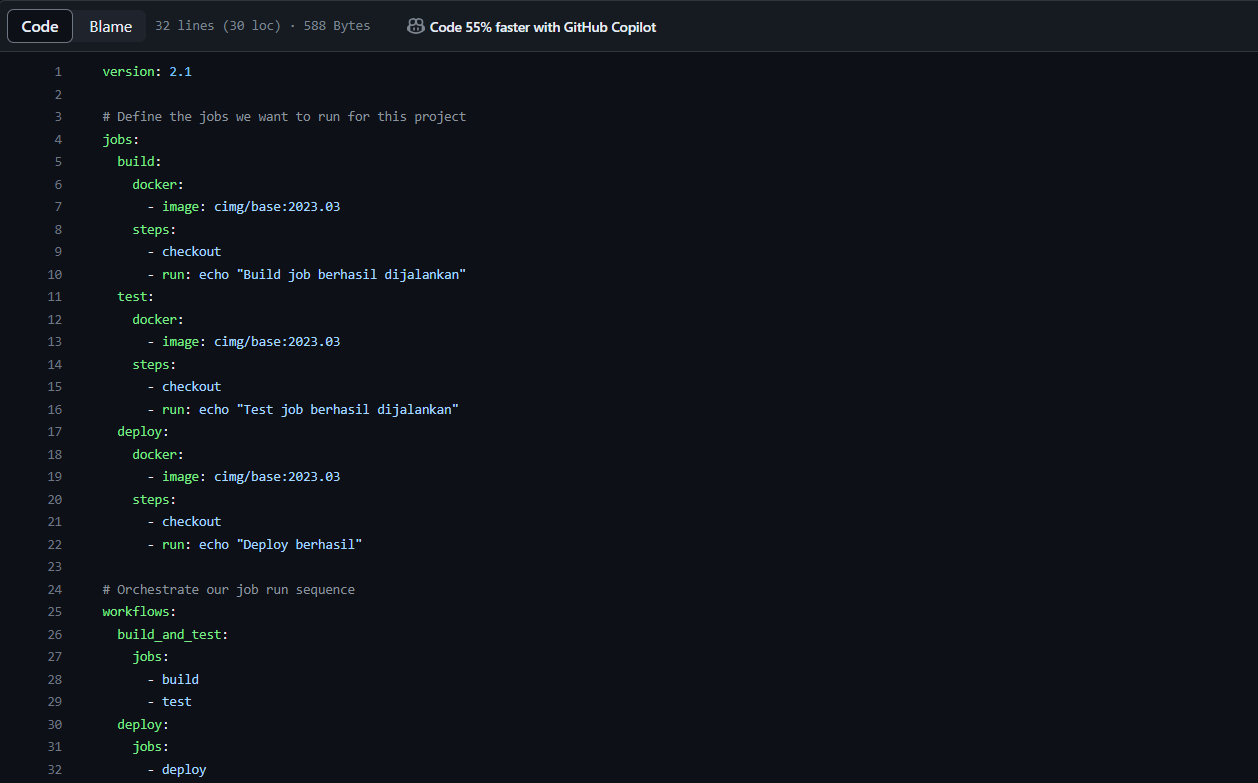 Code Blame 32 lines (30 loc) · 588 Bytes Code 55% faster with GitHub Copilot
1 version: 2.1
2
3 # Define the jobs we want to run for this project
4 jobs:
5   build:
6     docker:
7       - image: cimg/base:2023.03
8     steps:
9       - checkout
10       - run: echo "Build job berhasil dijalankan"
11   test:
12     docker:
13       - image: cimg/base:2023.03
14     steps:
15       - checkout
16       - run: echo "Test job berhasil dijalankan"
17   deploy:
18     docker:
19       - image: cimg/base:2023.03
20     steps:
21       - checkout
22       - run: echo "Deploy berhasil"
23
24 # Orchestrate our job run sequence
25 workflows:
26   build_and_test:
27     jobs:
28       - build
29       - test
30   deploy:
31     jobs:
32       - deploy